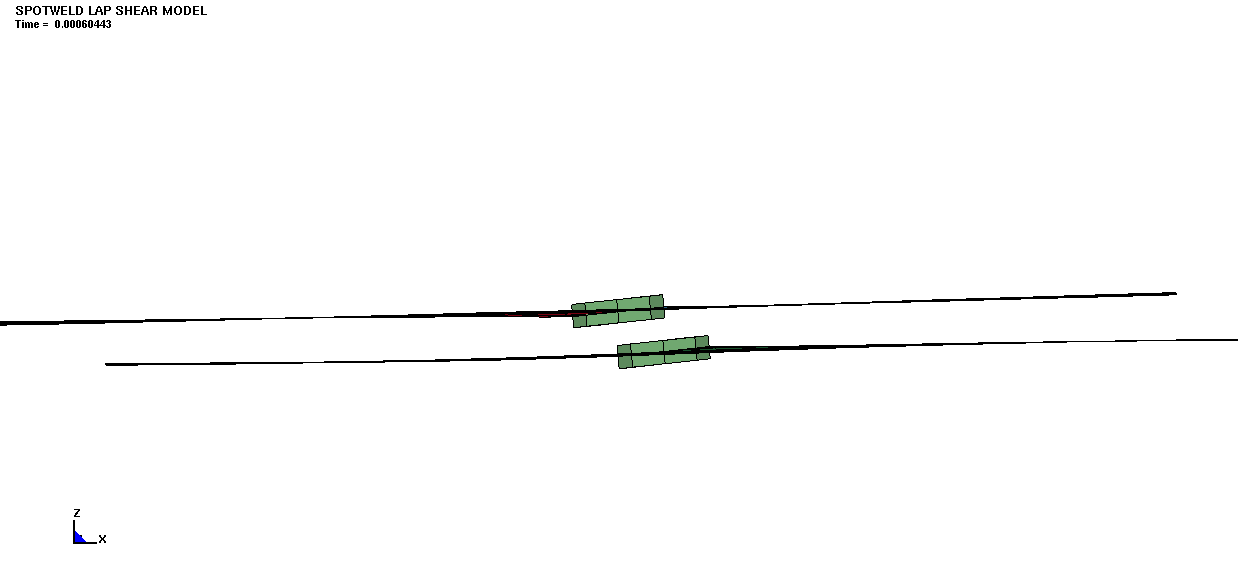 SPOTWELD LAP SHEAR MODEL
Time = 0.00060443
Z
X